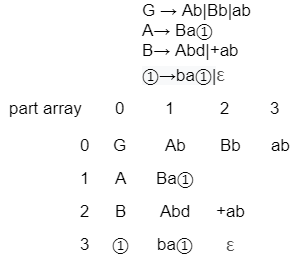 G → Ab|Bb|ab
A→ Ba①
B→ Abd|+ab
①→ba①|ε
part array 0 1 2 3
0 G Ab Bb ab
1 A Ba①
2 B Abd +ab
3 ① ba① ε